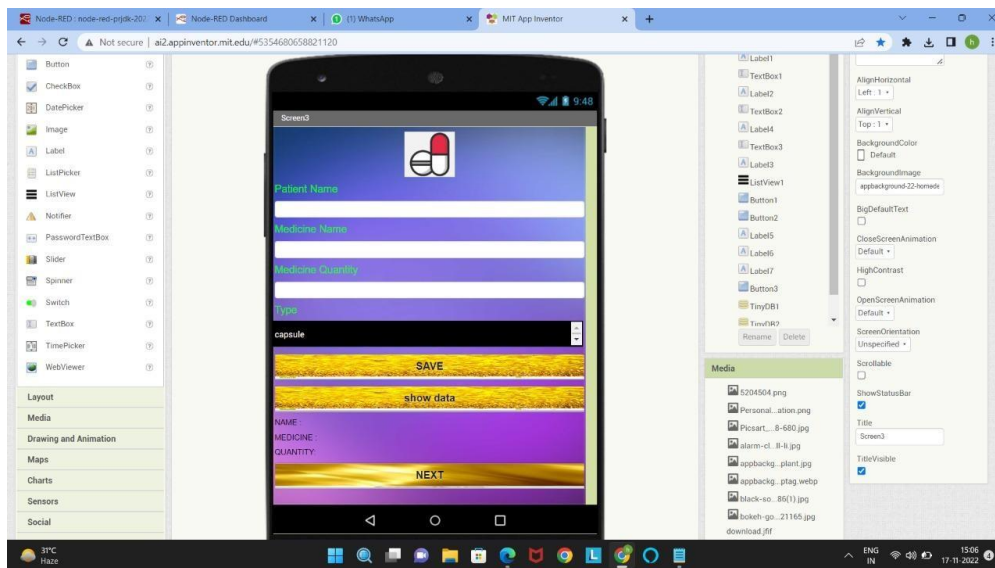 Node-RED : node-red-prjdk-202
Node-RED Dashboard
(1) WhatsApp
MIT App Inventor
Not secure | ai2.appinventor.mit.edu/#5354680658821120
h
Button
CheckBox
DatePicker
Image
Label
ListPicker
ListView
Notifier
PasswordTextBox
Slider
Spinner
Switch
TextBox
TimePicker
WebViewer
Layout
Media
Drawing and Animation
Maps
Charts
Sensors
Social
9:48
Screen3
Patient Name
Medicine Name
Medicine Quantity
Type
capsule
SAVE
show data
NAME :
MEDICINE :
QUANTITY:
NEXT
Label1
TextBox1
Label2
TextBox2
Label4
TextBox3
Label3
ListView1
Button1
Button2
Label5
Label6
Label7
Button3
TinyDB1
TinyDB2
Rename Delete
Media
5204504.png
Personal...ation.png
Picsart_...8-680.jpg
alarm-cl...ll-li.jpg
appbackg...plant.jpg
appbackg...ptag.webp
black-so...86(1).jpg
bokeh-go...21165.jpg
download.jfif
AlignHorizontal
Left : 1
AlignVertical
Top : 1
BackgroundColor
Default
BackgroundImage
appbackground-22-homade
BigDefaultText
CloseScreenAnimation
Default
HighContrast
OpenScreenAnimation
Default
ScreenOrientation
Unspecified
Scrollable
ShowStatusBar
Title
Screen3
TitleVisible
31°C
Haze
ENG
IN
15:06
17-11-2022
4